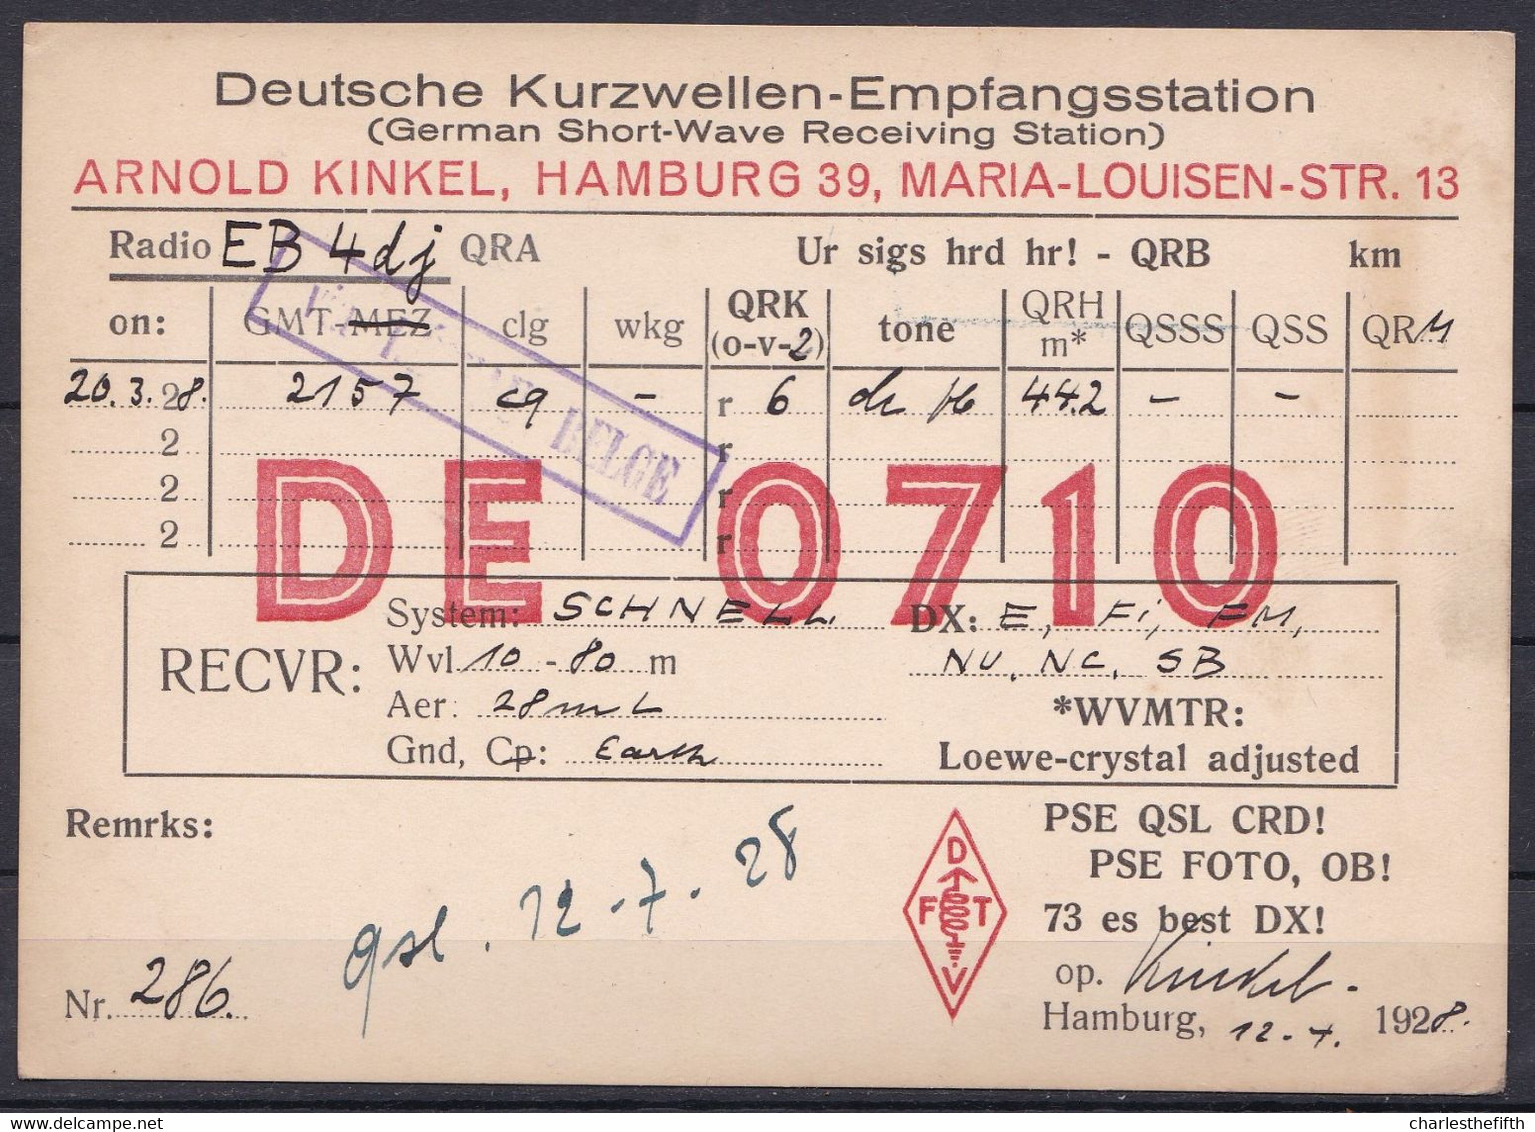 Deutsche Kurzwellen-Empfangsstation
(German Short-Wave Receiving Station)
ARNOLD KINKEL, HAMBURG 39, MARIA-LOUISEN-STR. 13
Radio EB 4dj QRA Ur sigs hrd hr! - QRB km
on: GMT-MEZ clg wkg QRK (o-v-2) tone QRH m* QSSS QSS QRM
20.3.28. 2157 cq - r 6 dc 44.2 - -
2 r
2 r
2 r
BELGE
DE 0710
RECVR:
System: SCHNELL DX: E, Fi, FM,
Wvl 10 - 80 m NU, NC, SB
Aer: 28 m L *WVMTR:
Gnd, Cp: Earth Loewe-crystal adjusted
Remrks: PSE QSL CRD!
PSE FOTO, OB!
qsl. 12-7.28
D
F T
V
73 es best DX!
op. Kinkel -
Nr. 286. Hamburg, 12.7. 1928.
charlesthefifth